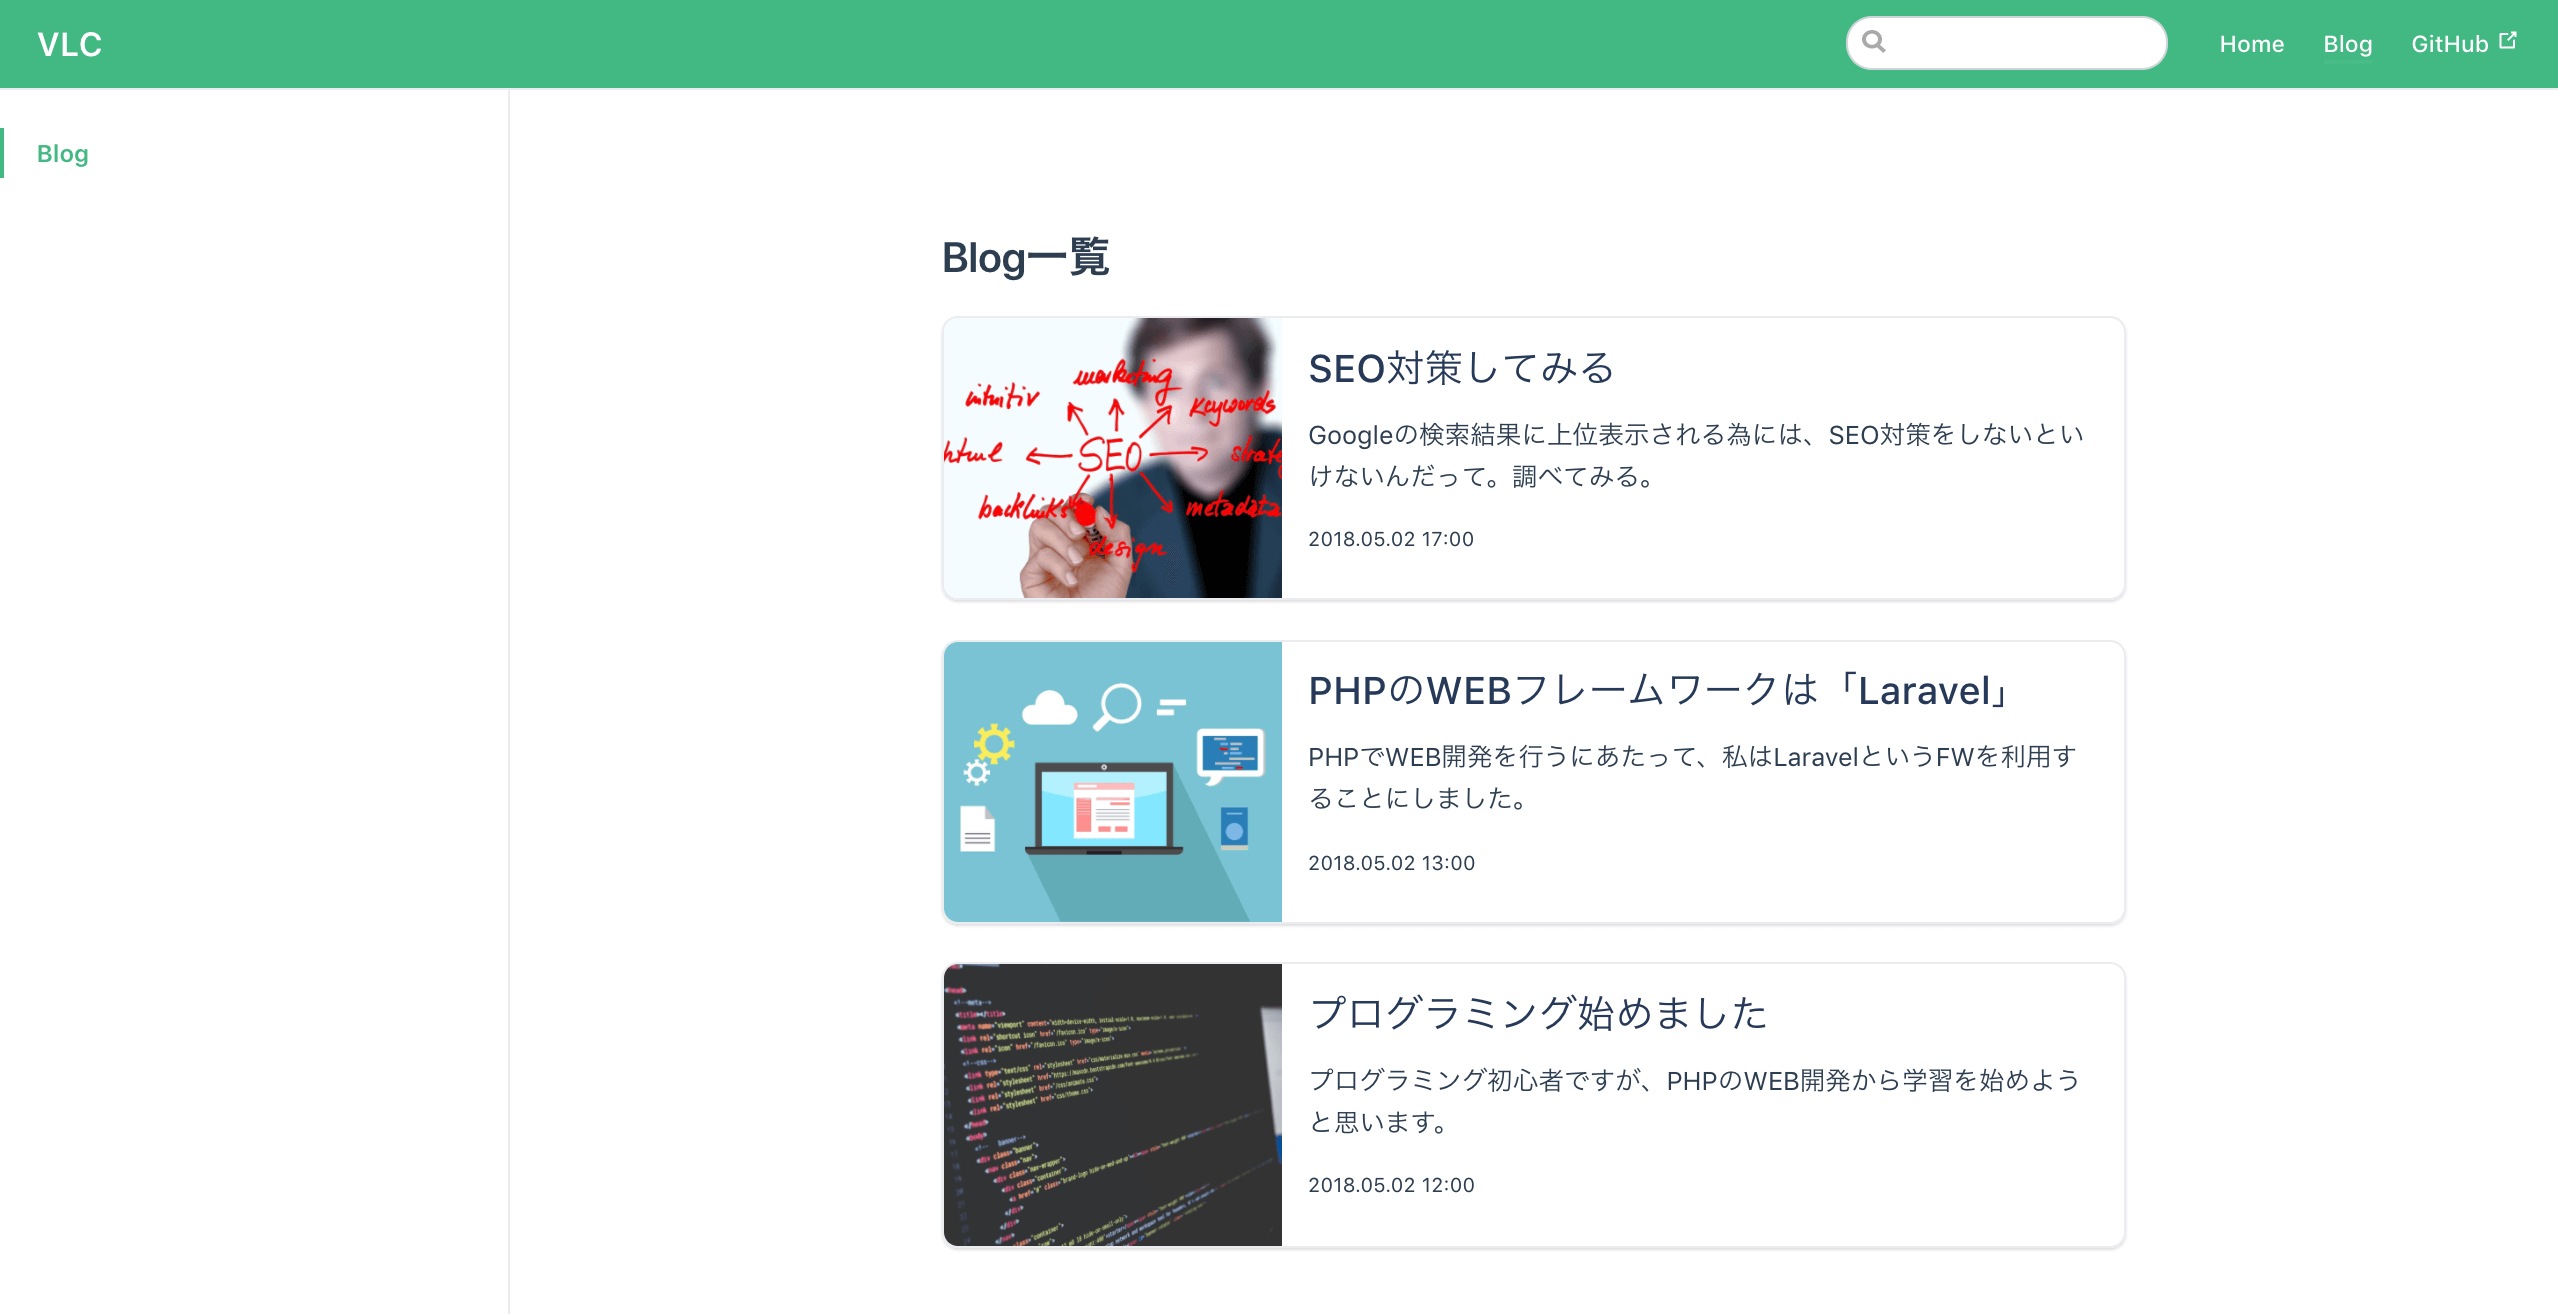 VLC
Home
Blog
GitHub
Blog
Blog一覧
intuitiv
marketing
keywords
html
SEO
strate
backlinks
metadata
design
SEO対策してみる
Googleの検索結果に上位表示される為には、SEO対策をしないとい
けないんだって。調べてみる。
2018.05.02 17:00
PHPのWEBフレームワークは「Laravel」
PHPでWEB開発を行うにあたって、私はLaravelというFWを利用す
ることにしました。
2018.05.02 13:00
プログラミング始めました
プログラミング初心者ですが、PHPのWEB開発から学習を始めよう
と思います。
2018.05.02 12:00